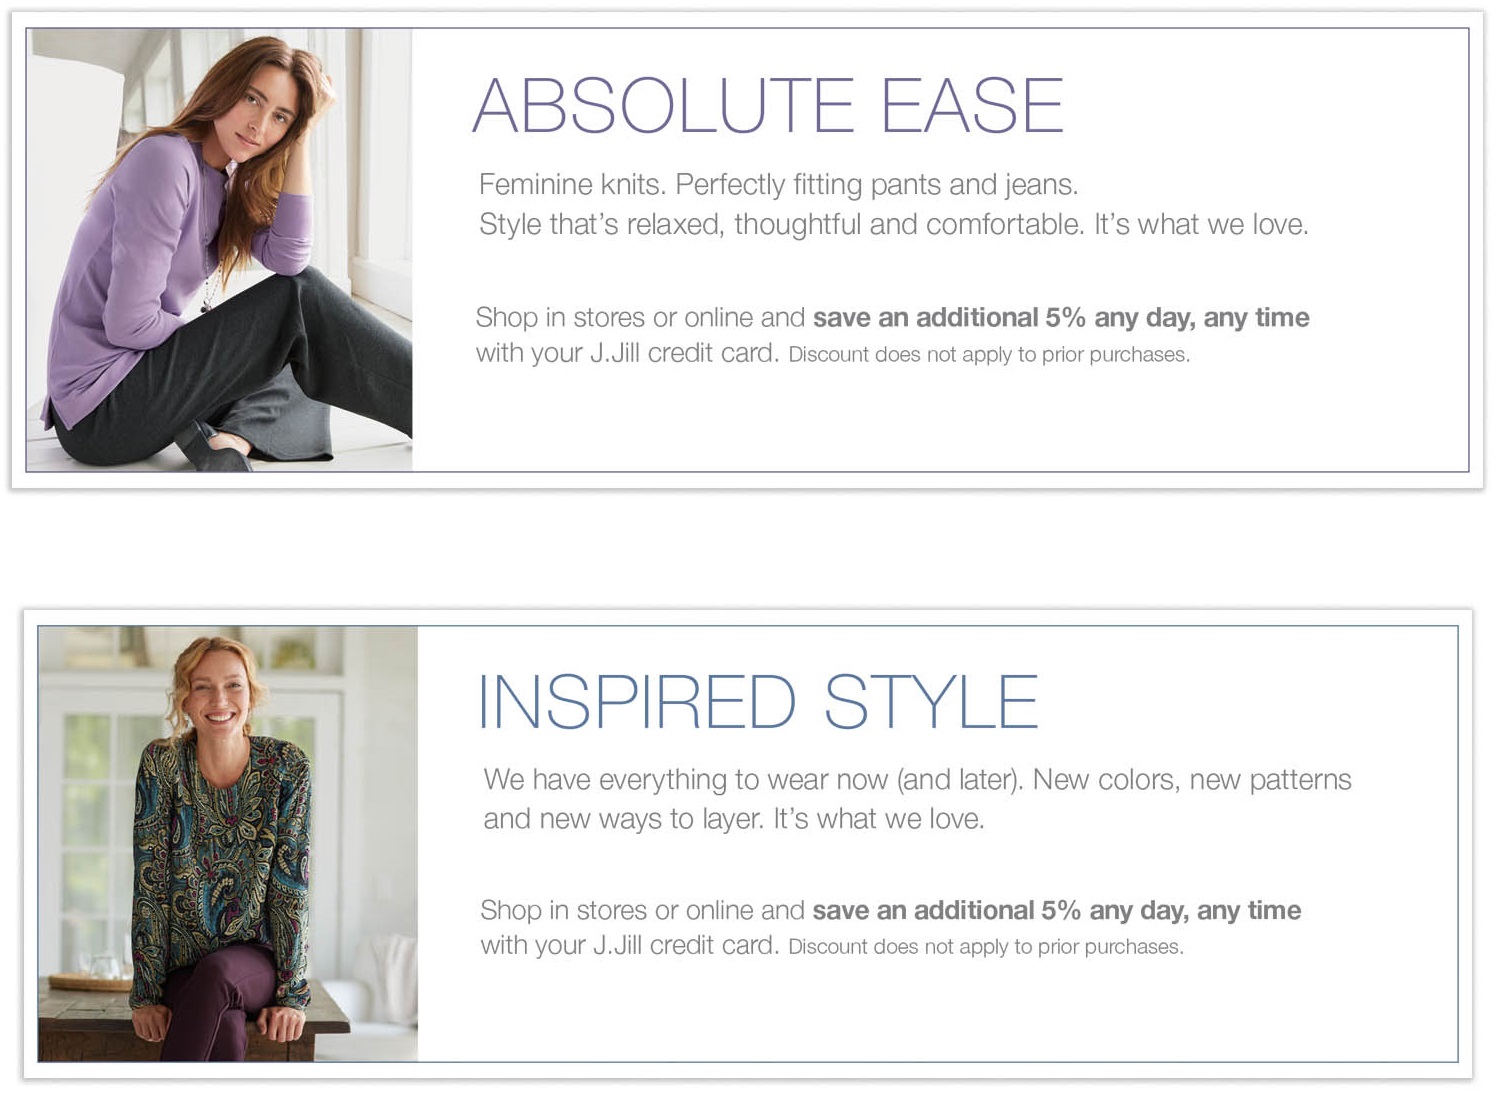 ABSOLUTE EASE
Feminine knits. Perfectly fitting pants and jeans.
Style that’s relaxed, thoughtful and comfortable. It’s what we love.
Shop in stores or online and save an additional 5% any day, any time
with your J.Jill credit card. Discount does not apply to prior purchases.
INSPIRED STYLE
We have everything to wear now (and later). New colors, new patterns
and new ways to layer. It’s what we love.
Shop in stores or online and save an additional 5% any day, any time
with your J.Jill credit card. Discount does not apply to prior purchases.